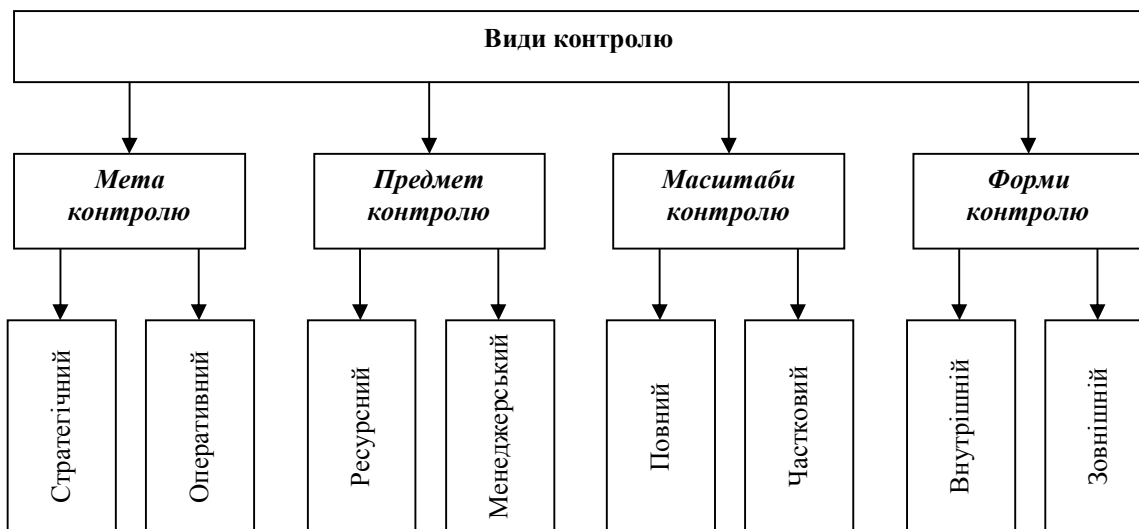 Види контролю
Мета
контролю
Предмет
контролю
Масштаби
контролю
Форми
контролю
Стратегічний
Оперативний
Ресурсний
Менеджерський
Повний
Частковий
Внутрішній
Зовнішній